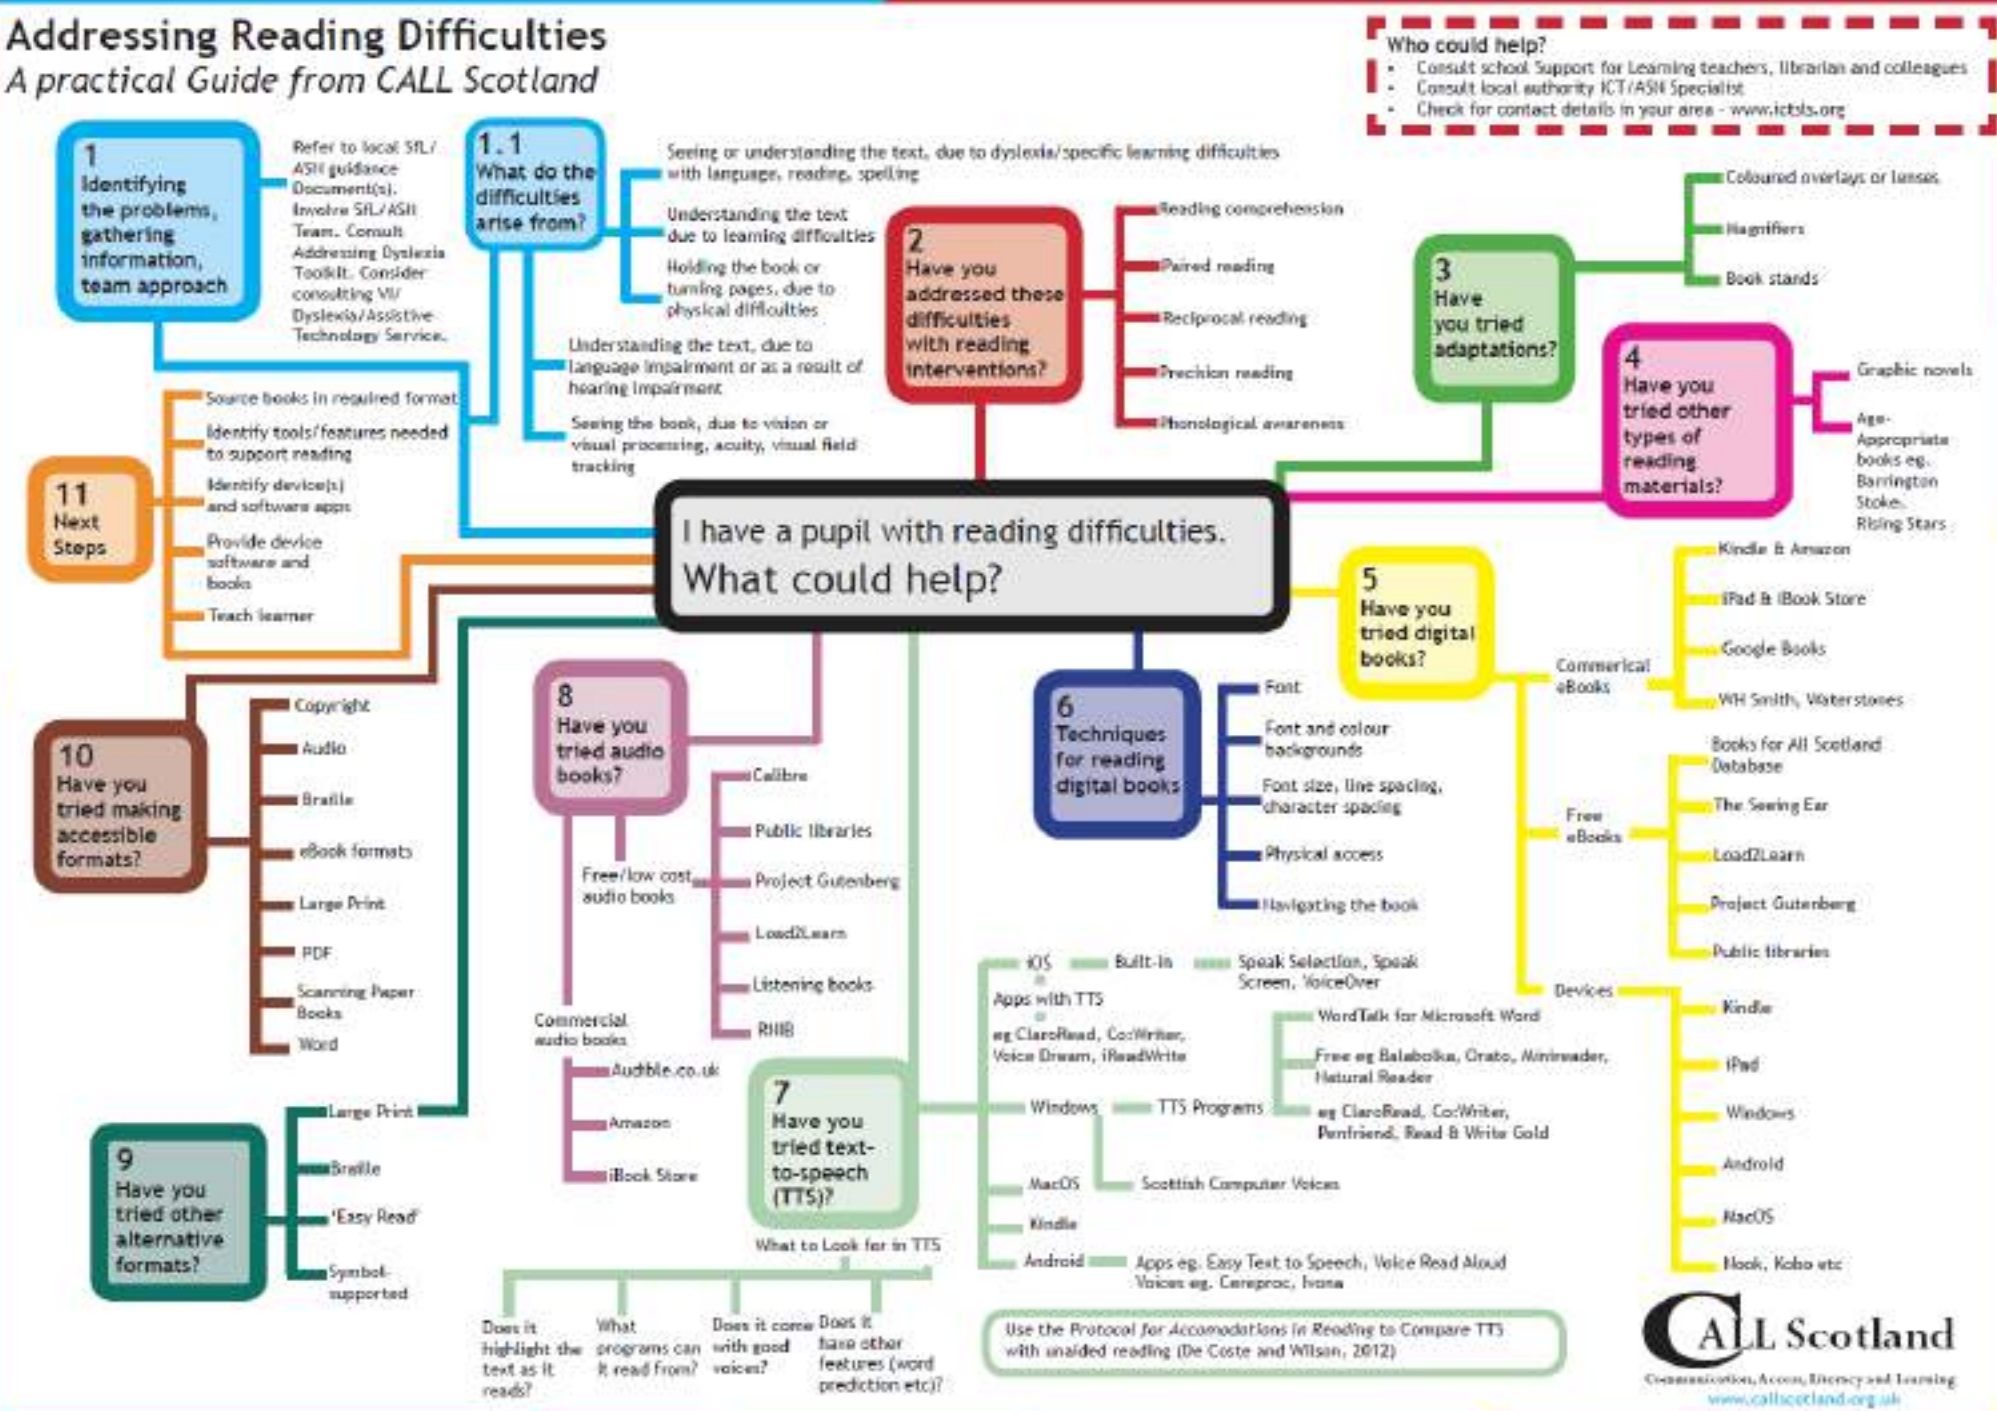 Addressing Reading Difficulties
A practical Guide from CALL Scotland
Who could help?
• Consult school Support for Learning teachers, librarian and colleagues
• Consult local authority ICT/ASN Specialist
• Check for contact details in your area - www.ictsls.org
1
Identifying
the problems,
gathering
information,
team approach
Refer to local SfL/
ASN guidance
Document(s).
Involve SfL/ASN
Team. Consult
Addressing Dyslexia
Toolkit. Consider
consulting VI/
Dyslexia/Assistive
Technology Service.
1.1
What do the
difficulties
arise from?
Seeing or understanding the text, due to dyslexia/specific learning difficulties
with language, reading, spelling
Understanding the text
due to learning difficulties
Holding the book or
turning pages, due to
physical difficulties
Understanding the text, due to
language impairment or as a result of
hearing impairment
Seeing the book, due to vision or
visual processing, acuity, visual field
tracking
2
Have you
addressed these
difficulties
with reading
interventions?
Reading comprehension
Paired reading
Reciprocal reading
Precision reading
Phonological awareness
3
Have
you tried
adaptations?
Coloured overlays or lenses
Magnifiers
Book stands
4
Have you
tried other
types of
reading
materials?
Graphic novels
Age-
Appropriate
books eg.
Barrington
Stoke.
Rising Stars
I have a pupil with reading difficulties.
What could help?
5
Have you
tried digital
books?
Commerical
eBooks
Kindle & Amazon
iPad & iBook Store
Google Books
WH Smith, Waterstones
Free
eBooks
Books for All Scotland
Database
The Seeing Ear
Load2Learn
Project Gutenberg
Public libraries
Devices
Kindle
iPad
Windows
Android
MacOS
Nook, Kobo etc
6
Techniques
for reading
digital books
Font
Font and colour
backgrounds
Font size, line spacing,
character spacing
Physical access
Navigating the book
7
Have you
tried text-
to-speech
(TTS)?
iOS
Built-in
Speak Selection, Speak
Screen, VoiceOver
Apps with TTS
eg ClaroRead, Co:Writer,
Voice Dream, iReadWrite
Windows
TTS Programs
WordTalk for Microsoft Word
Free eg Balabolka, Orato, Minireader,
Natural Reader
eg ClaroRead, Co:Writer,
Penfriend, Read & Write Gold
Scottish Computer Voices
MacOS
Kindle
Android
Apps eg. Easy Text to Speech, Voice Read Aloud
Voices eg. Cereproc, Ivona
What to Look for in TTS
Does it
highlight the
text as it
reads?
What
programs can
it read from?
Does it come
with good
voices?
Does it
have other
features (word
prediction etc)?
Use the Protocol for Accomodations in Reading to Compare TTS
with unaided reading (De Coste and Wilson, 2012)
8
Have you
tried audio
books?
Free/low cost
audio books
Calibre
Public libraries
Project Gutenberg
Load2Learn
Listening books
RNIB
Commercial
audio books
Audible.co.uk
Amazon
iBook Store
9
Have you
tried other
alternative
formats?
Large Print
Braille
'Easy Read'
Symbol-
supported
10
Have you
tried making
accessible
formats?
Copyright
Audio
Braille
eBook formats
Large Print
PDF
Scanning Paper
Books
Word
11
Next
Steps
Source books in required format
Identify tools/features needed
to support reading
Identify device(s)
and software apps
Provide device
software and
books
Teach learner
CALL Scotland
Communication, Access, Literacy and Learning
www.callscotland.org.uk